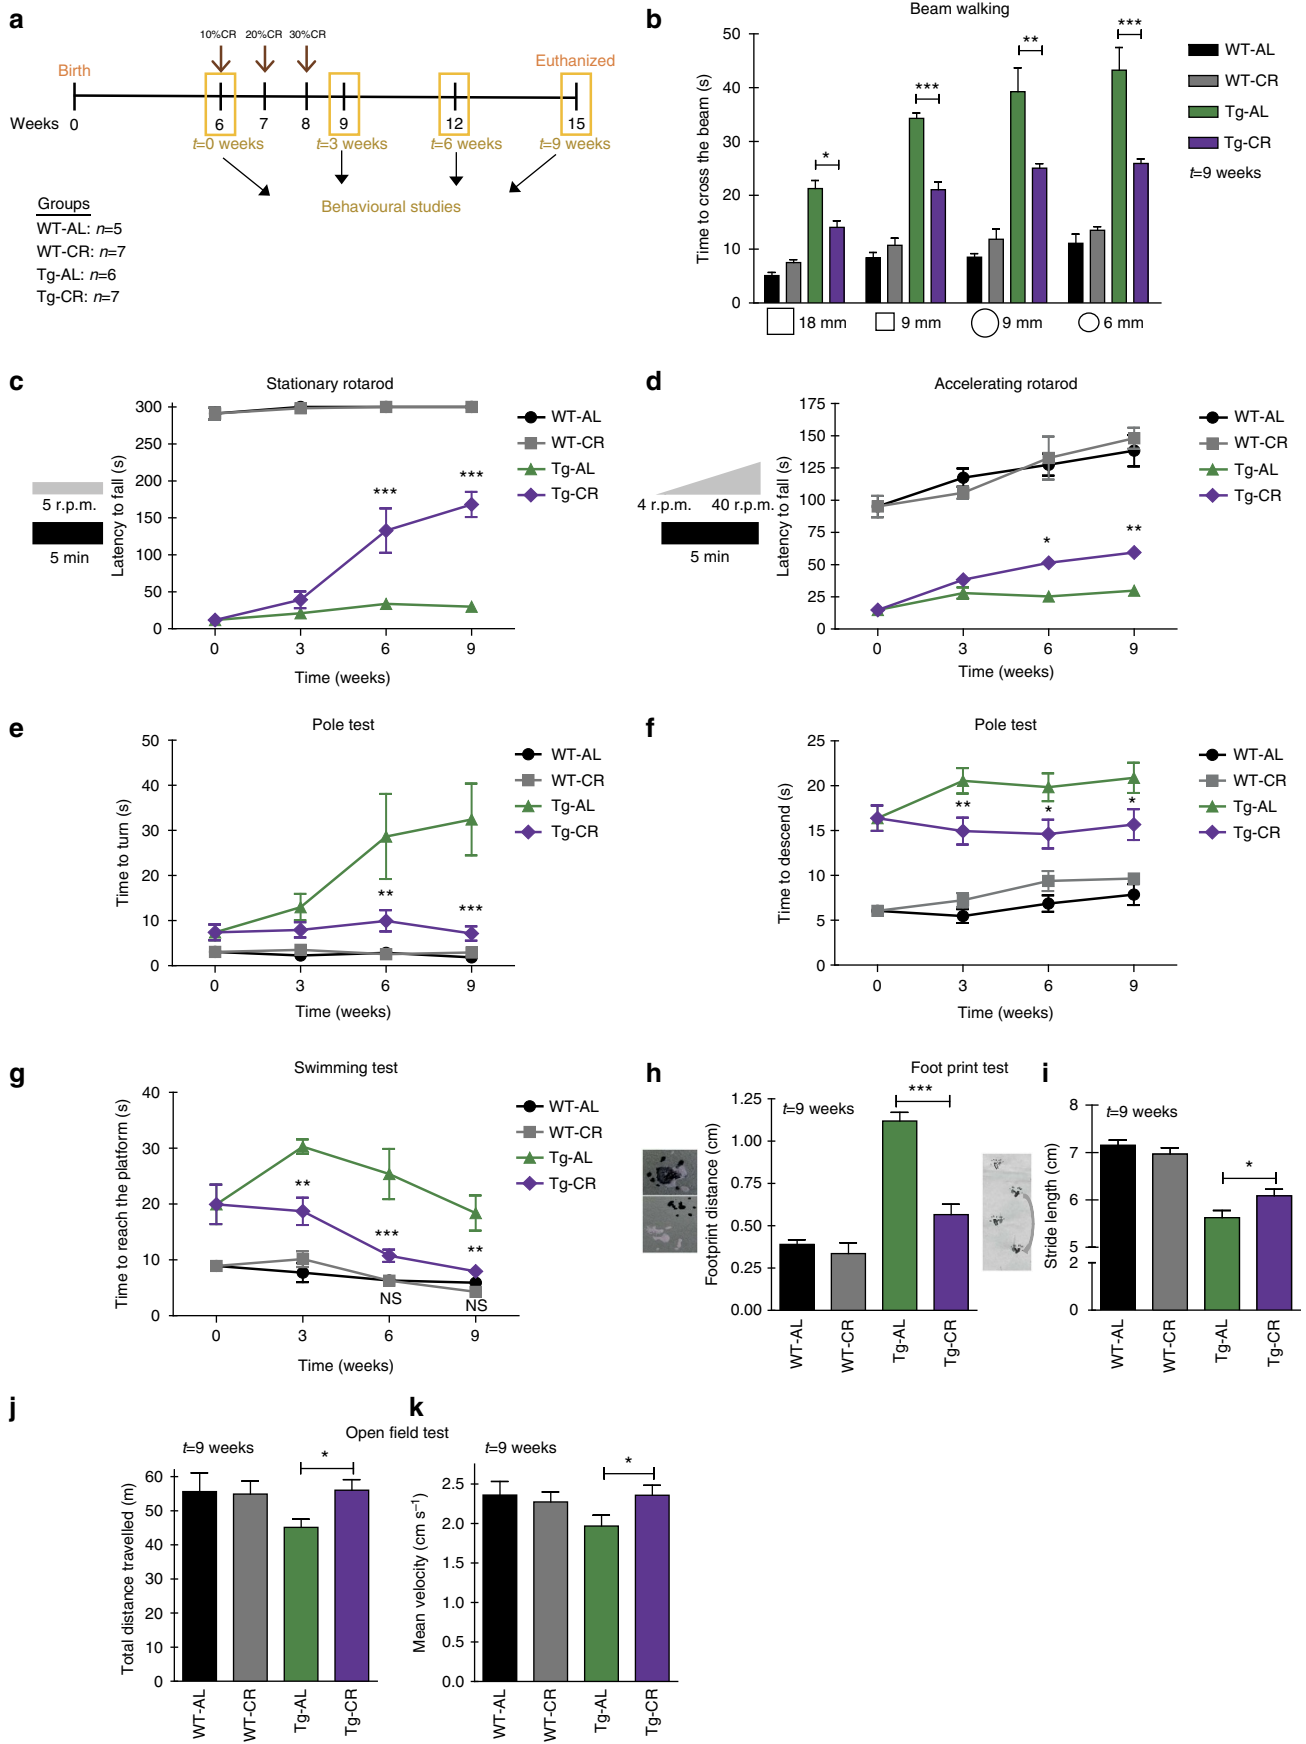 a
10%CR 20%CR 30%CR
Birth
Euthanized
Weeks 0 6 7 8 9 12 15
t=0 weeks t=3 weeks t=6 weeks t=9 weeks
Behavioural studies
Groups
WT-AL: n=5
WT-CR: n=7
Tg-AL: n=6
Tg-CR: n=7
b
Beam walking
Time to cross the beam (s)
50
40
30
20
10
0
* *** ** ***
18 mm 9 mm 9 mm 6 mm
WT-AL
WT-CR
Tg-AL
Tg-CR
t=9 weeks
c
Stationary rotarod
5 r.p.m.
5 min
Latency to fall (s)
300
250
200
150
100
50
0
*** ***
0 3 6 9
Time (weeks)
WT-AL
WT-CR
Tg-AL
Tg-CR
d
Accelerating rotarod
4 r.p.m. 40 r.p.m.
5 min
Latency to fall (s)
175
150
125
100
75
50
25
0
* **
0 3 6 9
Time (weeks)
WT-AL
WT-CR
Tg-AL
Tg-CR
e
Pole test
Time to turn (s)
50
40
30
20
10
0
** ***
0 3 6 9
Time (weeks)
WT-AL
WT-CR
Tg-AL
Tg-CR
f
Pole test
Time to descend (s)
25
20
15
10
5
0
** * *
0 3 6 9
Time (weeks)
WT-AL
WT-CR
Tg-AL
Tg-CR
g
Swimming test
Time to reach the platform (s)
40
30
20
10
0
** *** **
NS NS
0 3 6 9
Time (weeks)
WT-AL
WT-CR
Tg-AL
Tg-CR
h
Foot print test
t=9 weeks
Footprint distance (cm)
1.25
1.00
0.75
0.50
0.25
0.00
***
WT-AL WT-CR Tg-AL Tg-CR
i
t=9 weeks
Stride length (cm)
8
7
6
5
2
0
*
WT-AL WT-CR Tg-AL Tg-CR
j
Open field test
t=9 weeks
Total distance travelled (m)
60
50
40
30
20
10
0
*
WT-AL WT-CR Tg-AL Tg-CR
k
t=9 weeks
Mean velocity (cm s⁻¹)
2.5
2.0
1.5
1.0
0.5
0.0
*
WT-AL WT-CR Tg-AL Tg-CR